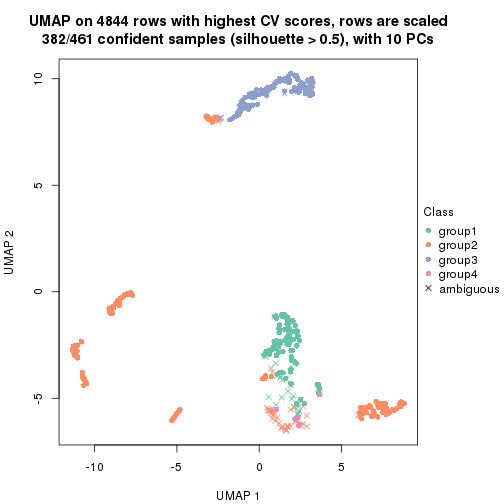 UMAP on 4844 rows with highest CV scores, rows are scaled
382/461 confident samples (silhouette > 0.5), with 10 PCs
10
5
0
-5
UMAP 2
-10
-5
0
5
UMAP 1
Class
group1
group2
group3
group4
ambiguous